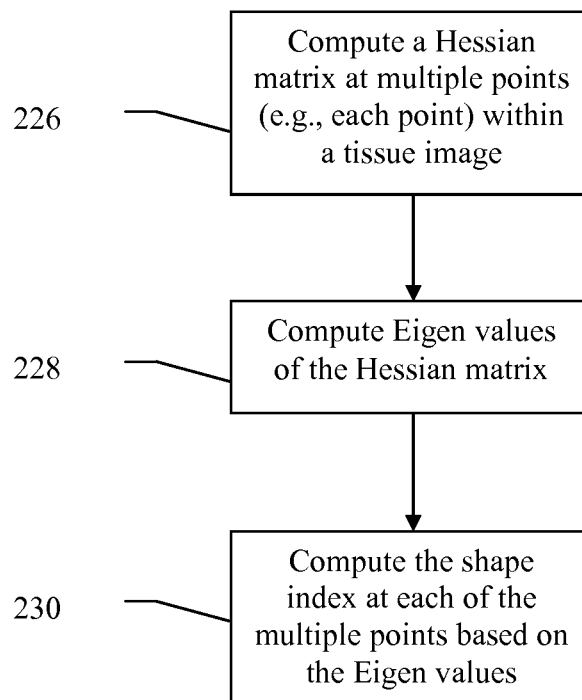 226
Compute a Hessian
matrix at multiple points
(e.g., each point) within
a tissue image
228
Compute Eigen values
of the Hessian matrix
230
Compute the shape
index at each of the
multiple points based on
the Eigen values